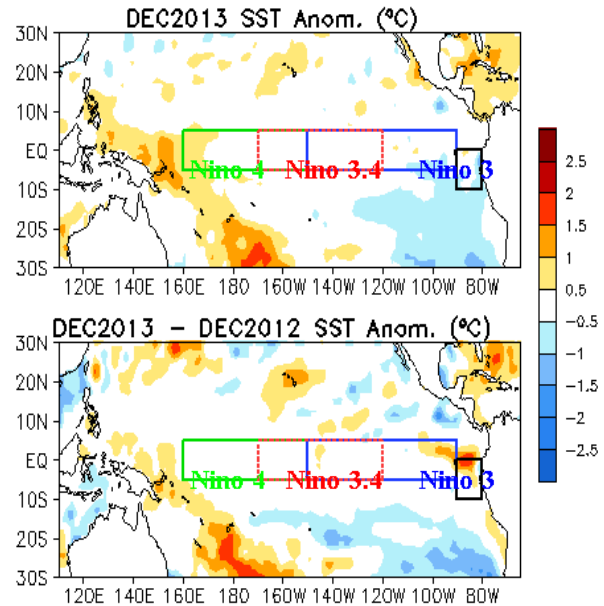 DEC2013 SST Anom. (ºC)
30N
20N
10N
EQ
10S
20S
30S
Nino 4 Nino 3.4 Nino 3
120E 140E 160E 180 160W 140W 120W 100W 80W
DEC2013 - DEC2012 SST Anom. (ºC)
30N
20N
10N
EQ
10S
20S
30S
Nino 4 Nino 3.4 Nino 3
120E 140E 160E 180 160W 140W 120W 100W 80W
2.5
2
1.5
1
0.5
-0.5
-1
-1.5
-2
-2.5